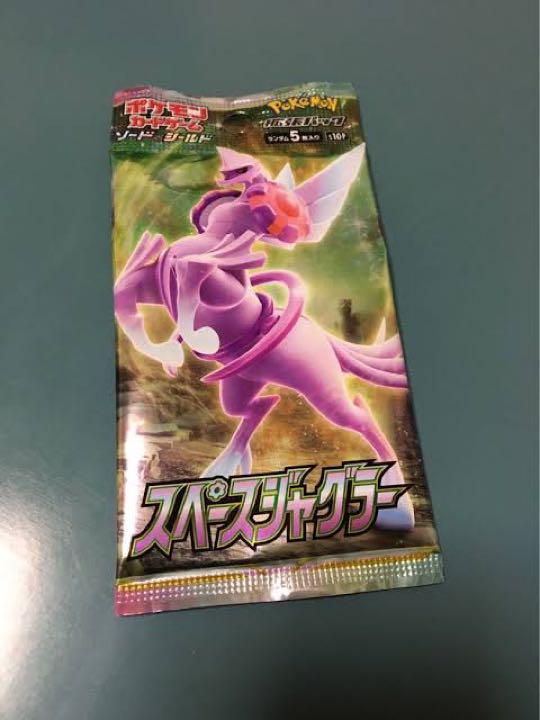 ポケモン
カードゲーム
ソード シールド
POKÉMON
拡張パック
ランダム5枚入り
S10P
スペースジャグラー